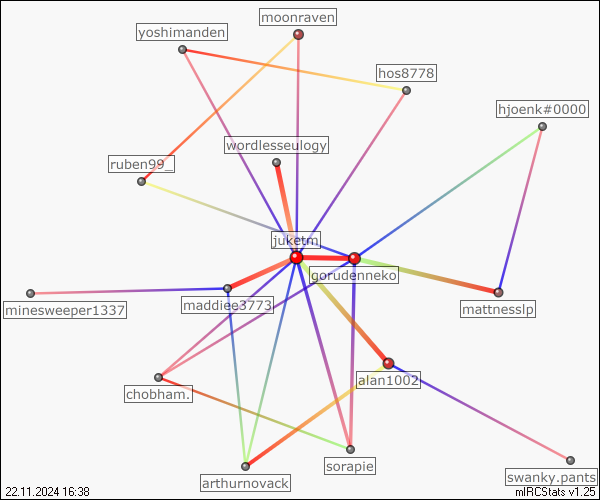 moonraven
yoshimanden
hos8778
hjoenk#0000
wordlesseulogy
ruben99_
juketm
gorudenneko
maddiee3773
minesweeper1337
mattnesslp
alan1002
chobham.
sorapie
swanky.pants
arthurnovack
22.11.2024 16:38
mIRCStats v1.25